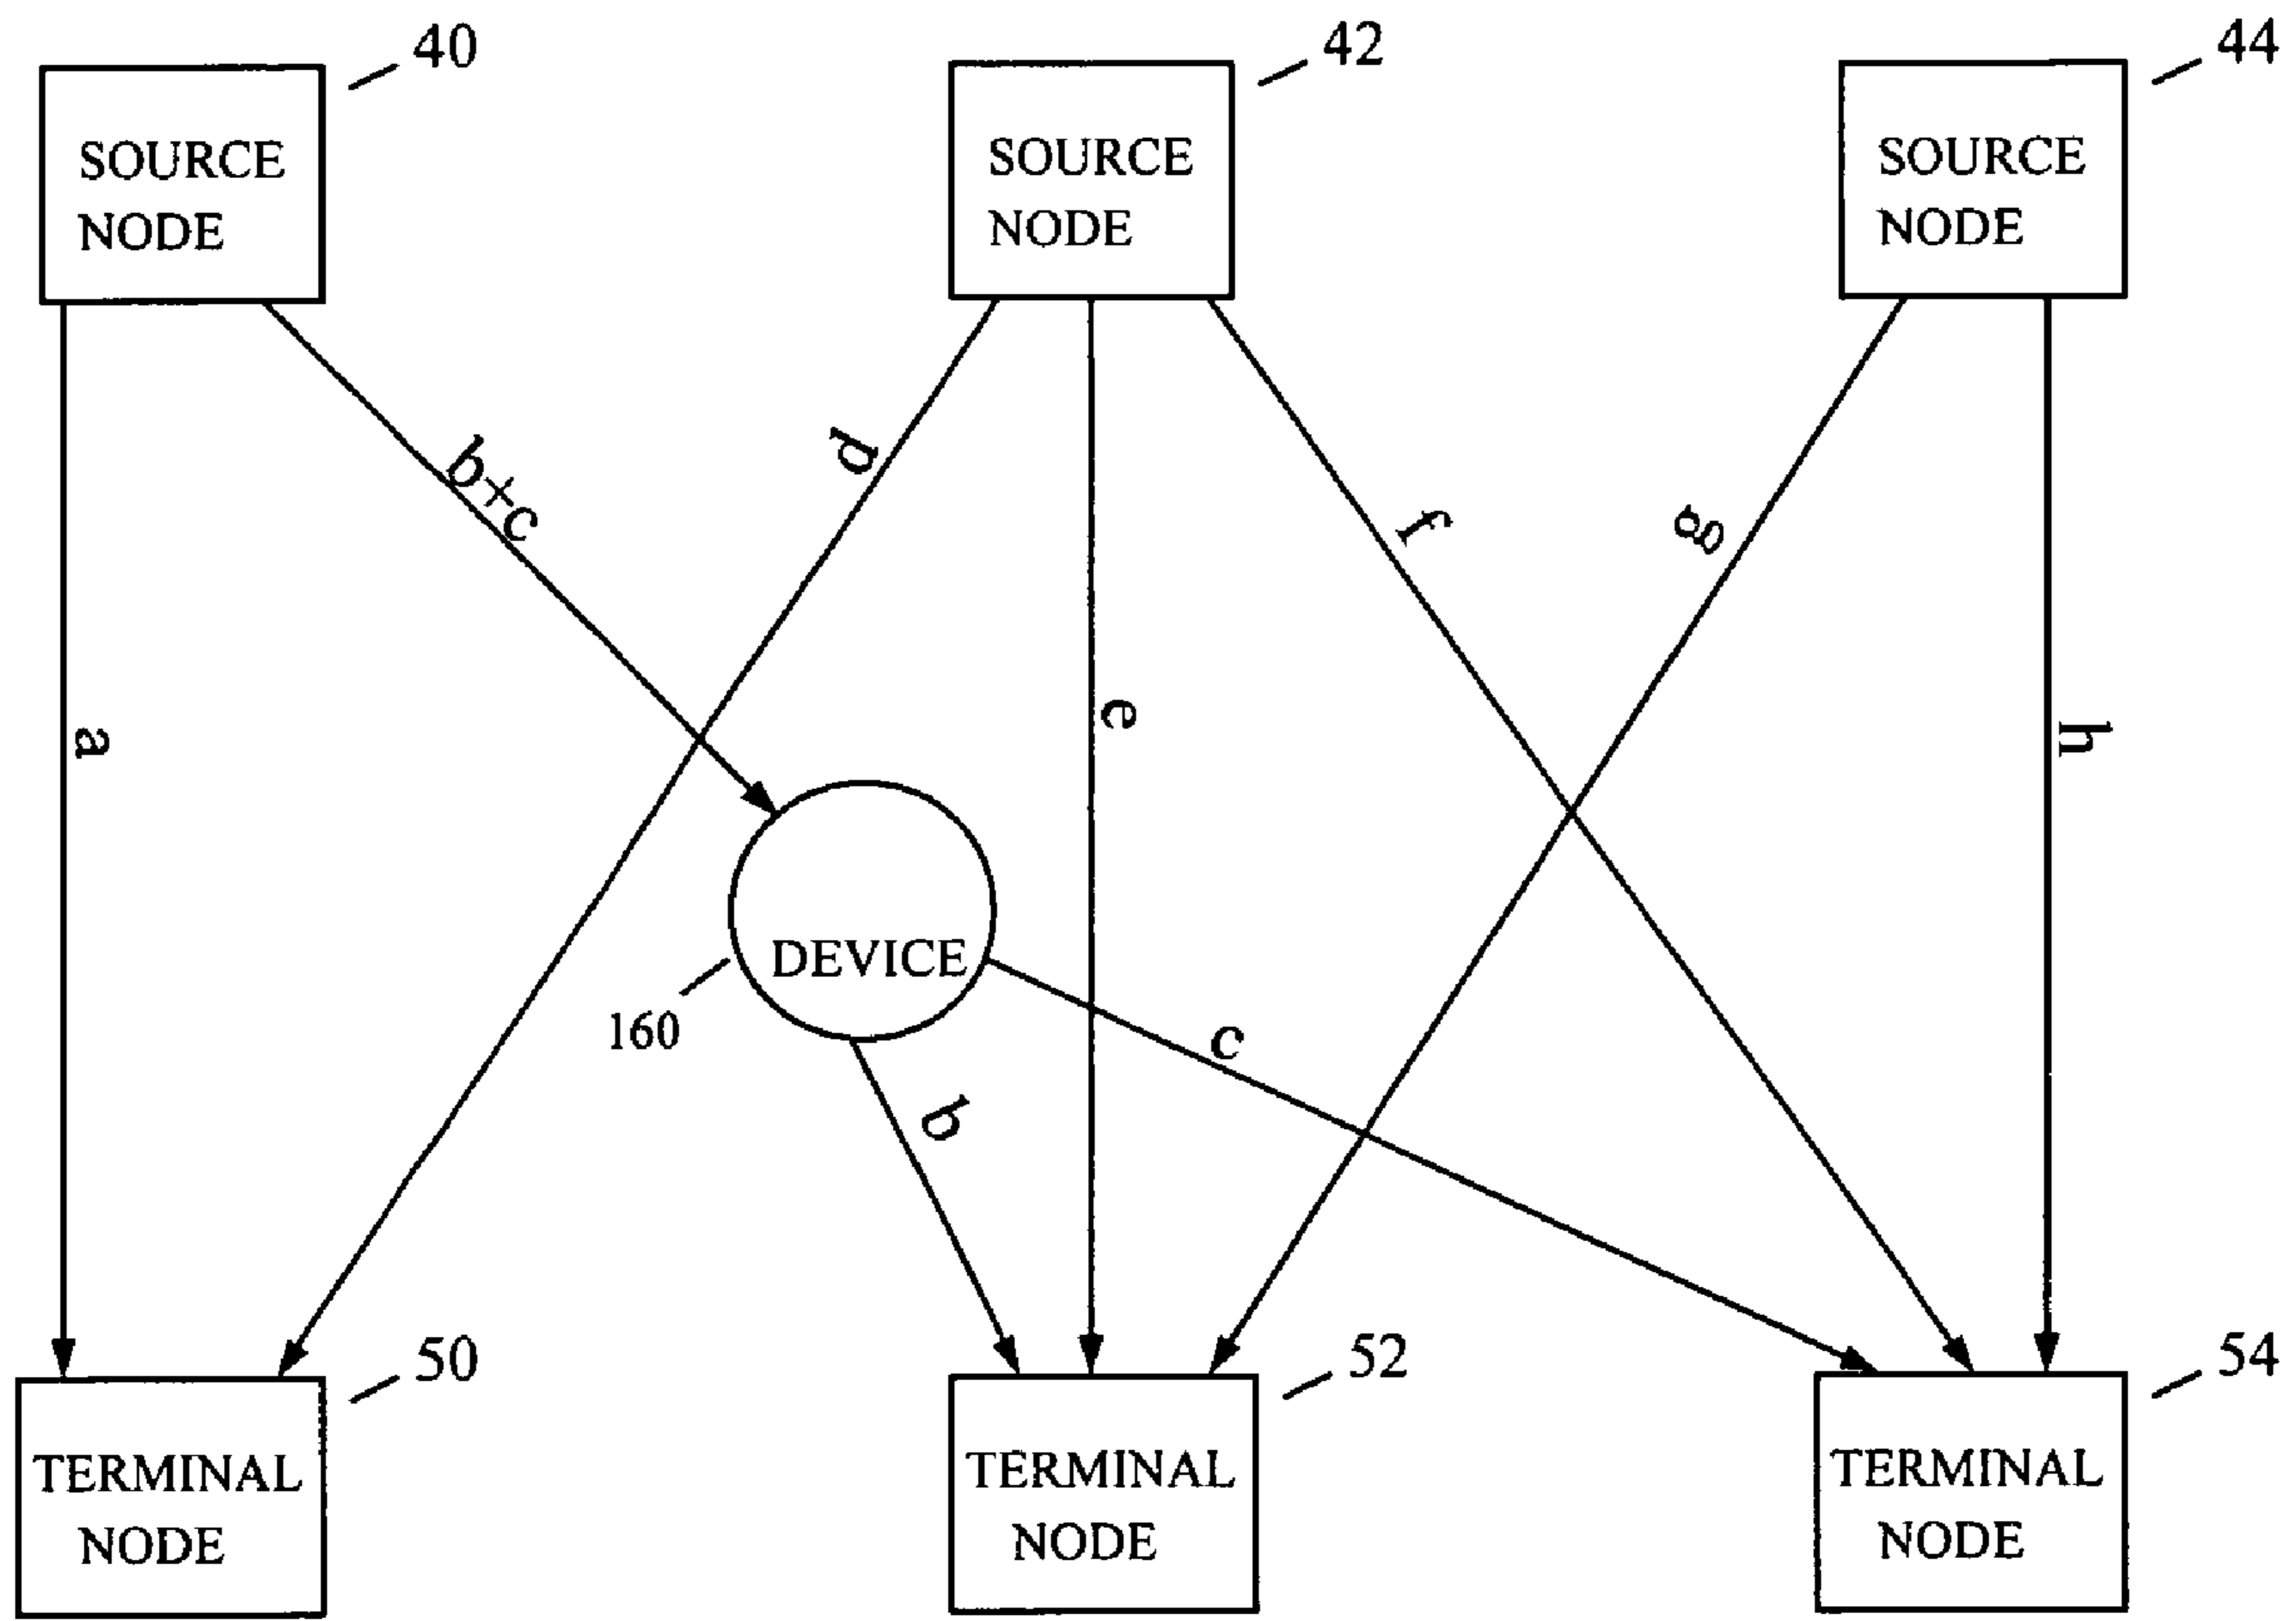 40
42
44
SOURCE
NODE
SOURCE
NODE
SOURCE
NODE
b+c
d
f
g
a
e
h
DEVICE
160
c
b
50
52
54
TERMINAL
NODE
TERMINAL
NODE
TERMINAL
NODE